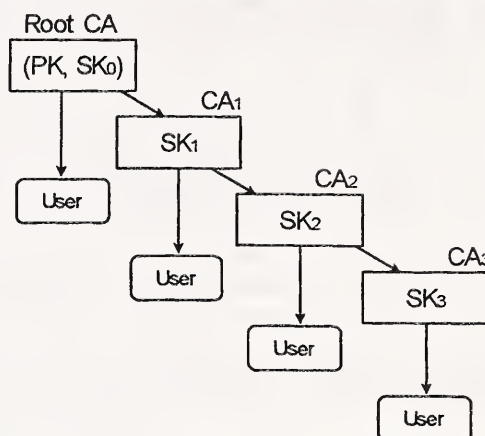 Root CA
(PK, SK₀)
CA₁
SK₁
User
CA₂
SK₂
User
CA₃
SK₃
User
User